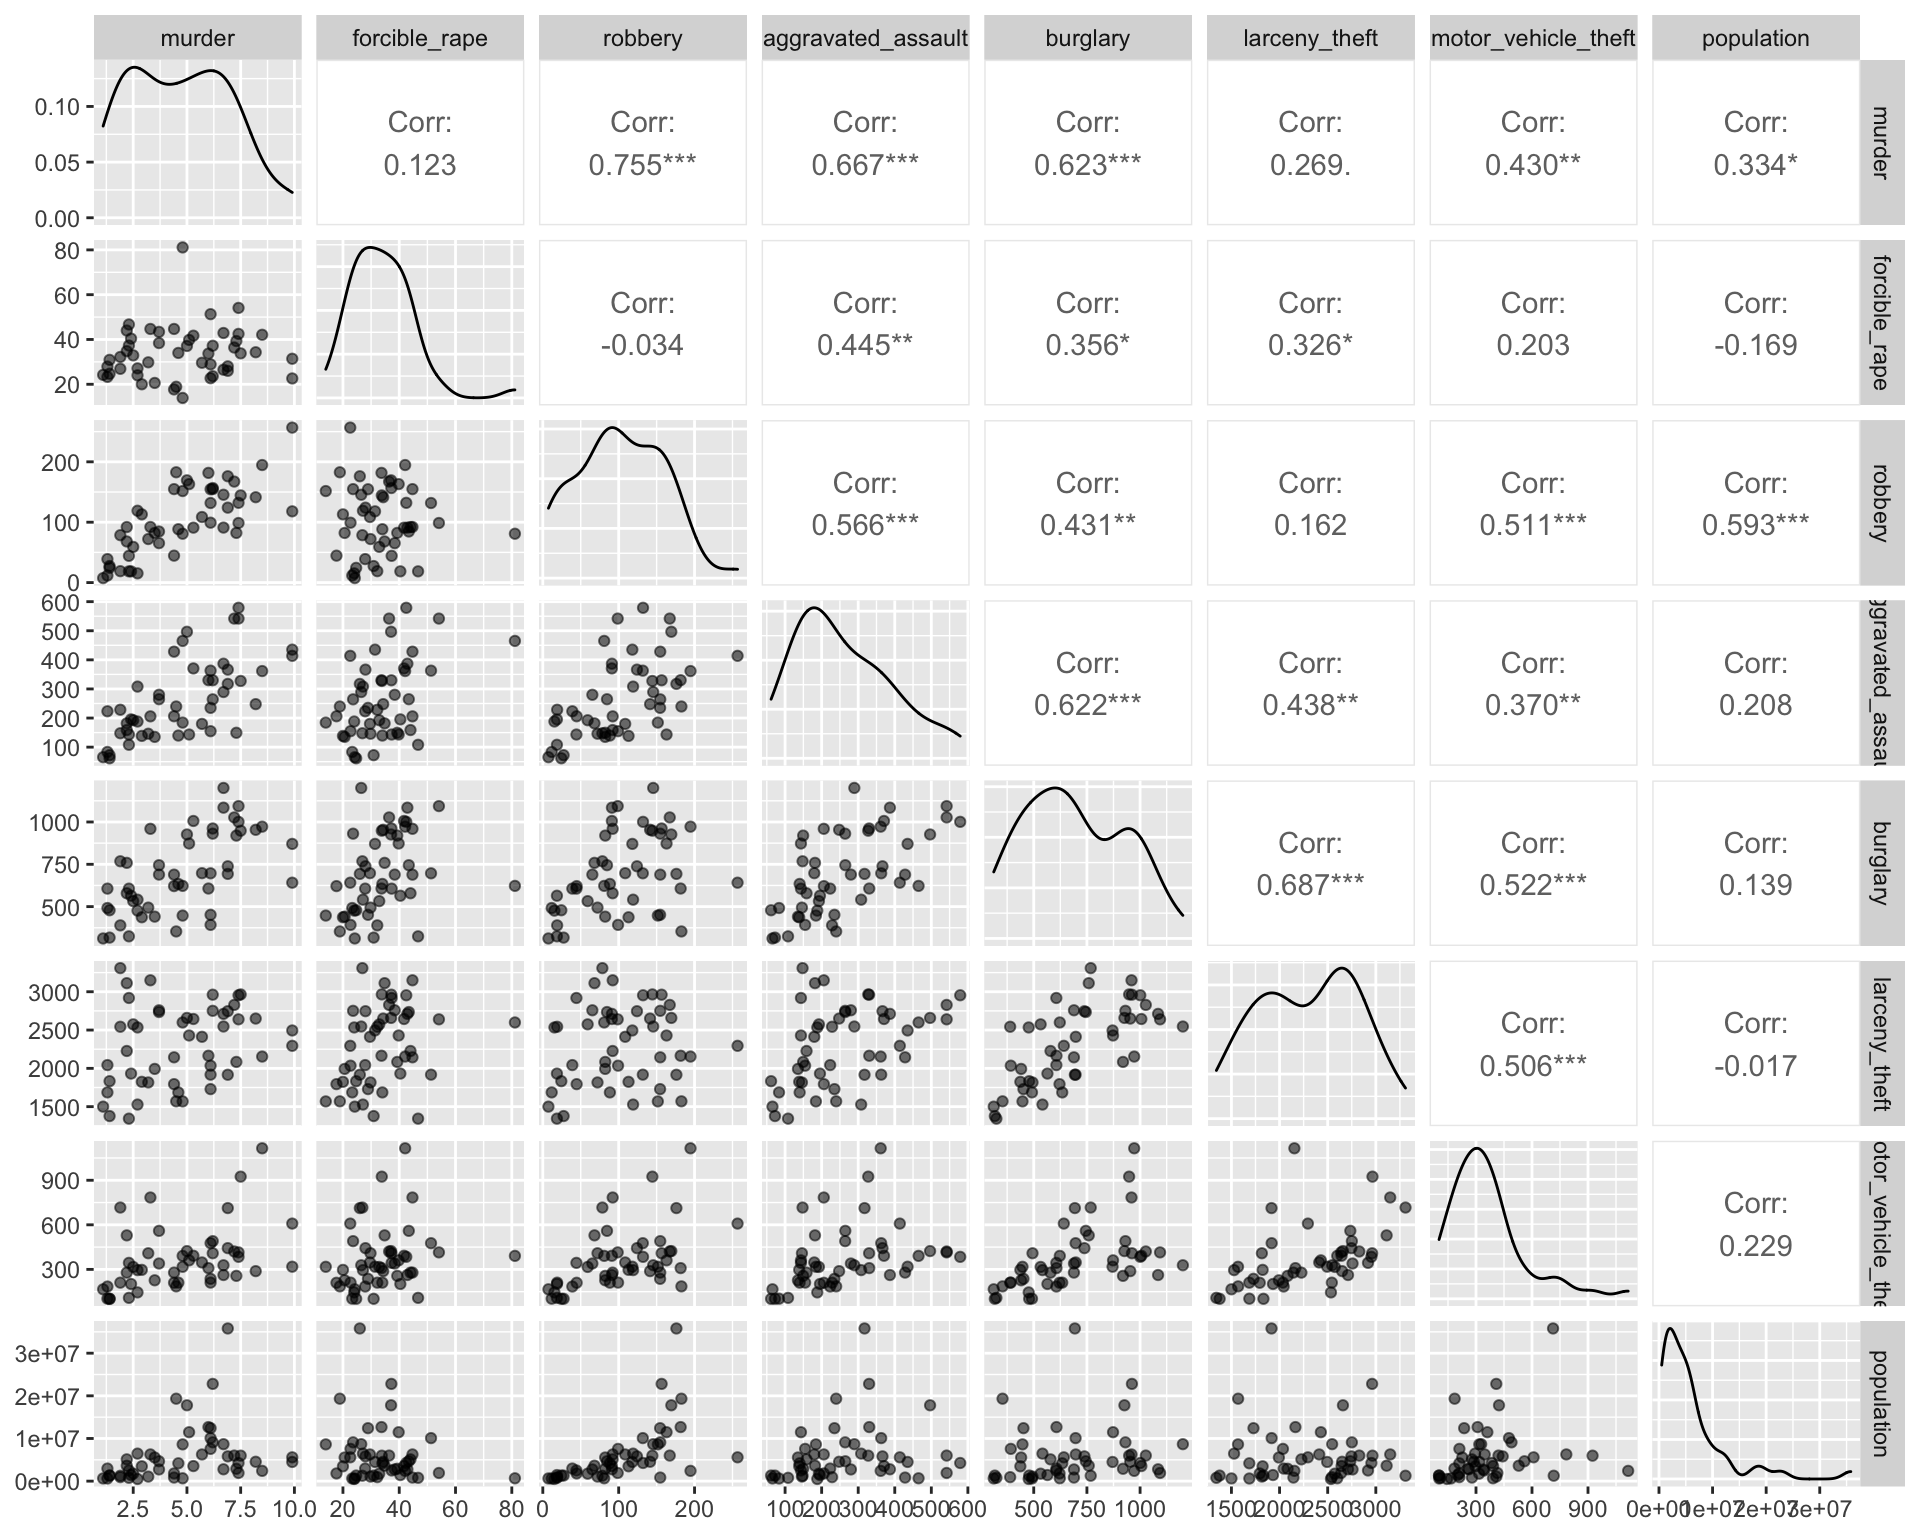 murder forcible_rape robbery aggravated_assault burglary larceny_theft motor_vehicle_theft population
0.10
0.05
0.00
Corr: Corr: Corr: Corr: Corr: Corr: Corr:
0.123 0.755*** 0.667*** 0.623*** 0.269. 0.430** 0.334*
murder
80
60
40
20
Corr: Corr: Corr: Corr: Corr: Corr:
-0.034 0.445** 0.356* 0.326* 0.203 -0.169
forcible_rape
200
100
0
Corr: Corr: Corr: Corr: Corr:
0.566*** 0.431** 0.162 0.511*** 0.593***
robbery
600
500
400
300
200
100
Corr: Corr: Corr: Corr:
0.622*** 0.438** 0.370** 0.208
ggravated_assau
1000
750
500
Corr: Corr: Corr:
0.687*** 0.522*** 0.139
burglary
3000
2500
2000
1500
Corr: Corr:
0.506*** -0.017
larceny_theft
900
600
300
Corr:
0.229
otor_vehicle_the
3e+07
2e+07
1e+07
0e+00
population
2.5 5.0 7.5 10.0 20 40 60 80 0 100 200 100 200 300 400 500 600 500 750 1000 1500 2000 2500 3000 300 600 900 0e+00 1e+07 2e+07 3e+07